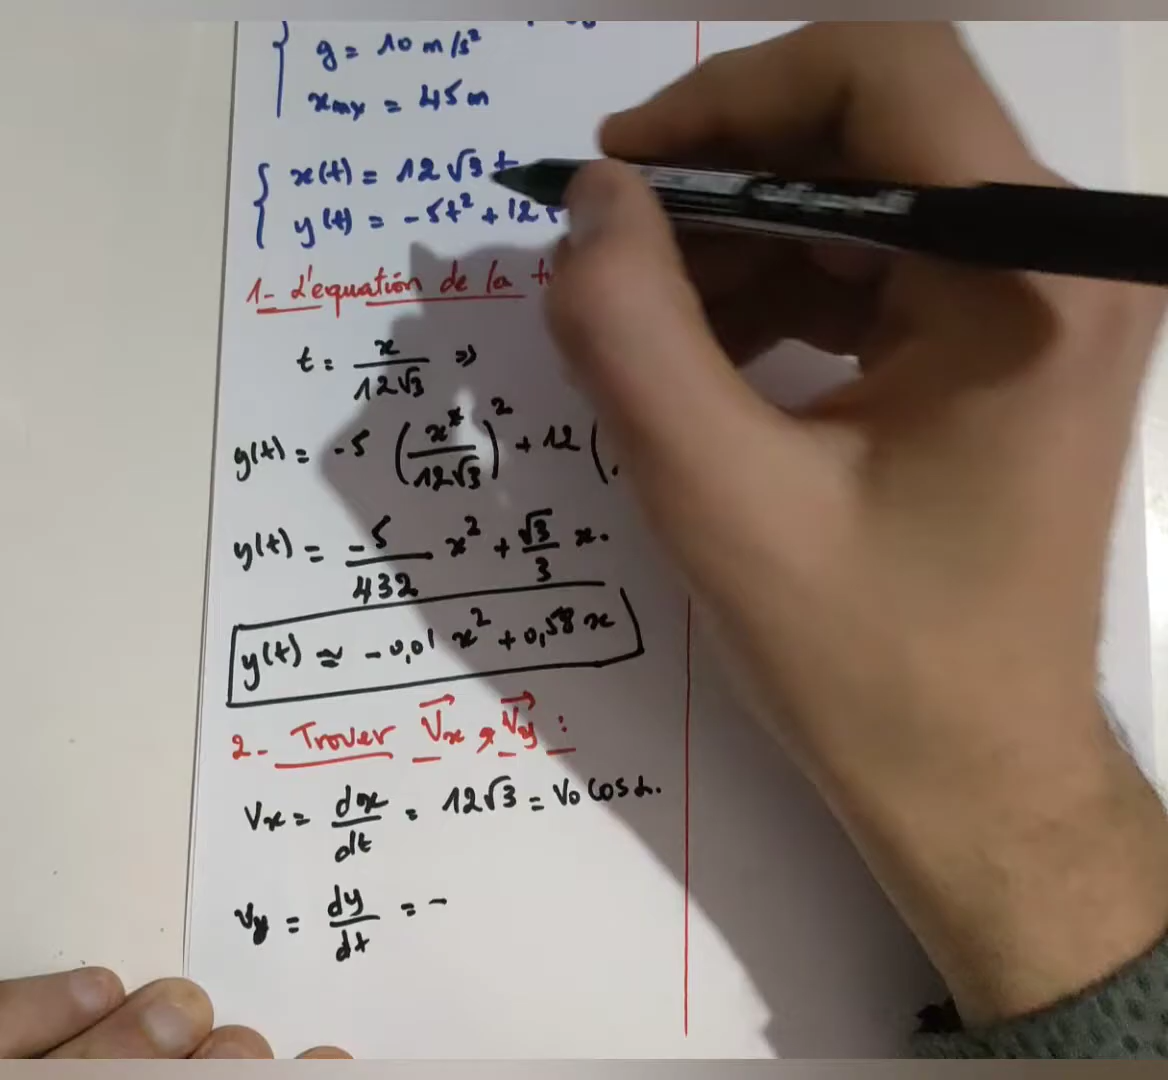 g = 10 m/s²
xmax = 45 m
x(t) = 12√3 t
y(t) = -5t² + 12
1- L'equation de la
t = x/12√3 =>
y(t) = -5 (x/12√3)² + 12 (
y(t) = -5/432 x² + √3/3 x.
y(t) ≃ -0,01 x² + 0,58 x
2- Trover Vx , Vy :
Vx = dx/dt = 12√3 = V0 cos α.
Vy = dy/dt = -